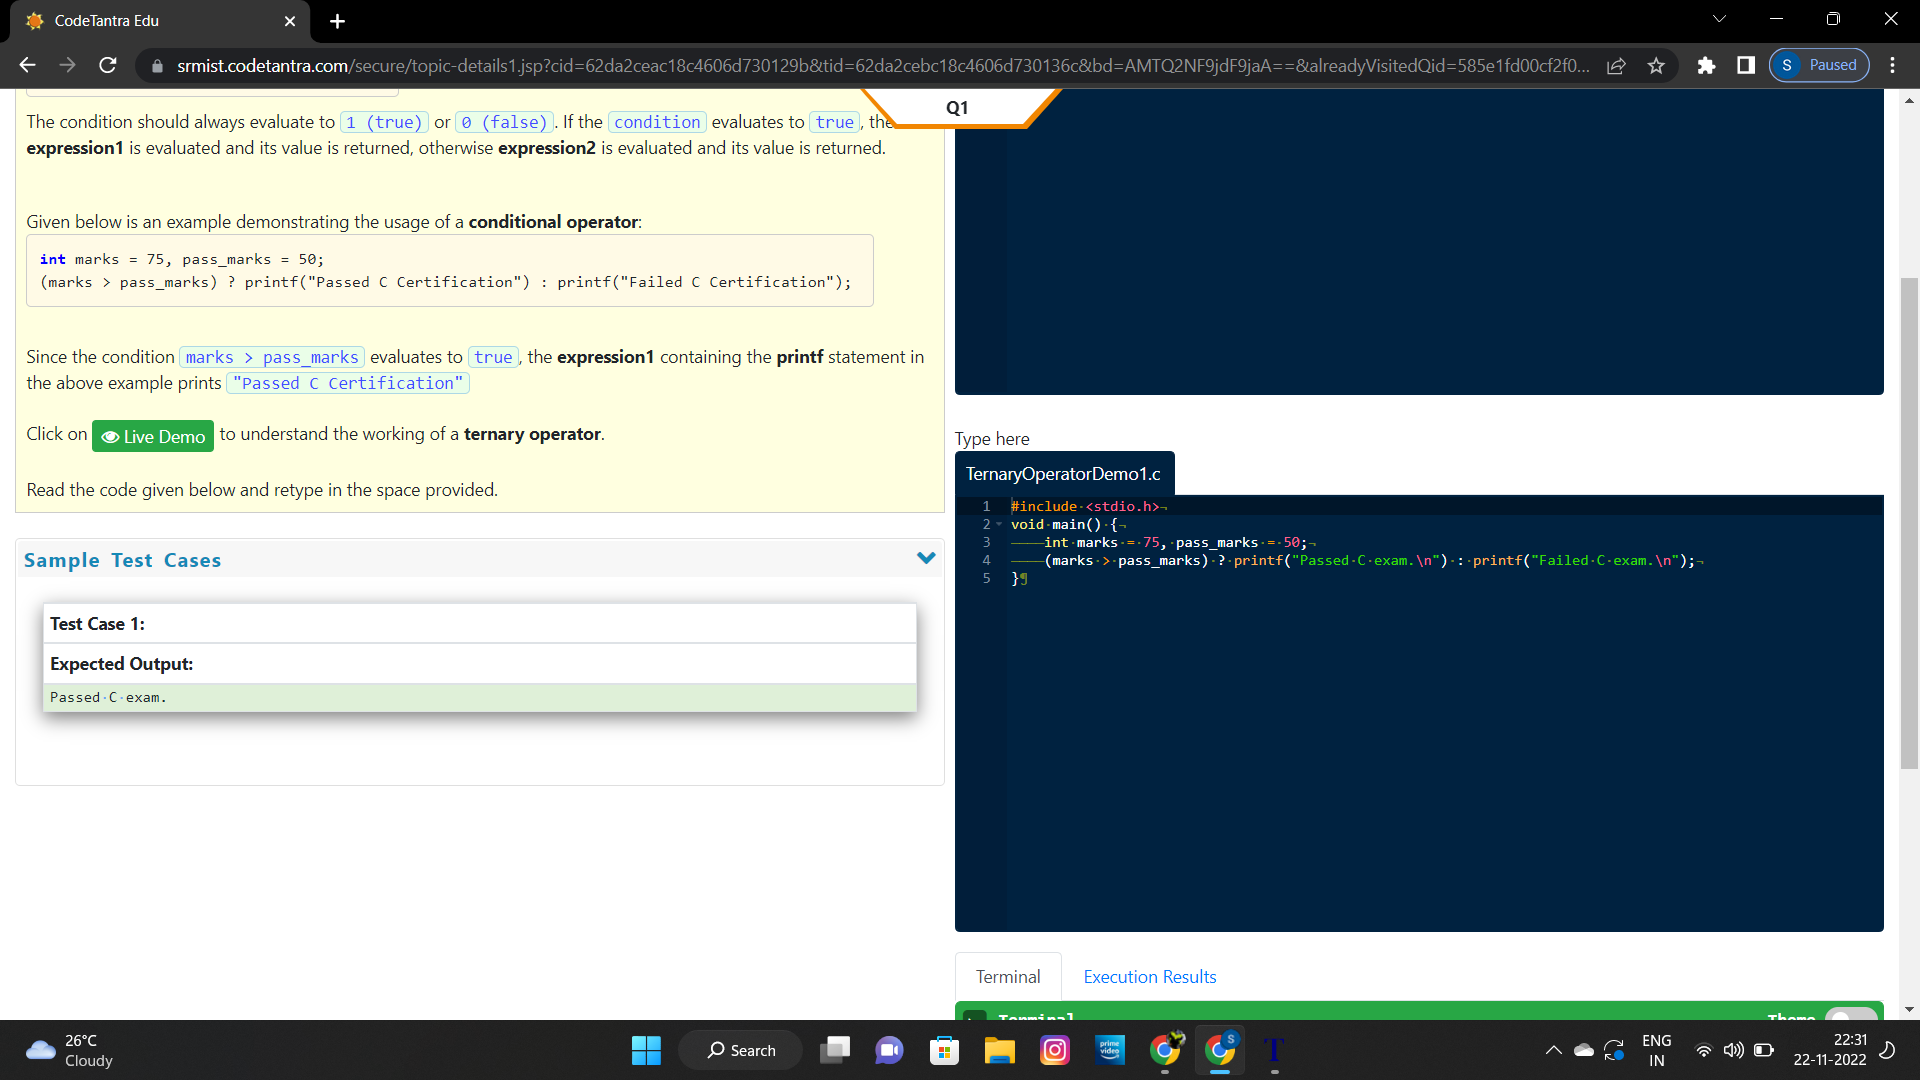 CodeTantra Edu
srmist.codetantra.com/secure/topic-details1.jsp?cid=62da2ceac18c4606d730129b&tid=62da2cebc18c4606d730136c&bd=AMTQ2NF9jdF9jaA==&alreadyVisitedQid=585e1fd00cf2f0...
S Paused
Q1
The condition should always evaluate to 1 (true) or 0 (false). If the condition evaluates to true, the
expression1 is evaluated and its value is returned, otherwise expression2 is evaluated and its value is returned.
Given below is an example demonstrating the usage of a conditional operator:
int marks = 75, pass_marks = 50;
(marks > pass_marks) ? printf("Passed C Certification") : printf("Failed C Certification");
Since the condition marks > pass_marks evaluates to true, the expression1 containing the printf statement in
the above example prints "Passed C Certification"
Click on Live Demo to understand the working of a ternary operator.
Read the code given below and retype in the space provided.
Sample Test Cases
Test Case 1:
Expected Output:
Passed·C·exam.
Type here
TernaryOperatorDemo1.c
1 #include·<stdio.h>¬
2 void·main()·{¬
3 ————int·marks·=·75,·pass_marks·=·50;¬
4 ————(marks·>·pass_marks)·?·printf("Passed·C·exam.\n")·:·printf("Failed·C·exam.\n");¬
5 }¶
Terminal
Execution Results
Terminal
Theme
26°C
Cloudy
Search
prime video
S
T
ENG
IN
22:31
22-11-2022